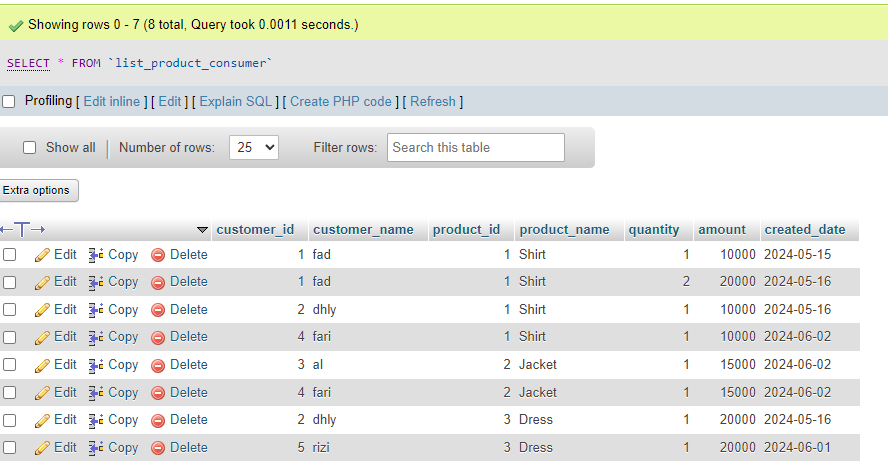 Showing rows 0 - 7 (8 total, Query took 0.0011 seconds.)
SELECT * FROM `list_product_consumer`
Profiling [ Edit inline ] [ Edit ] [ Explain SQL ] [ Create PHP code ] [ Refresh ]
Show all | Number of rows: 25 Filter rows: Search this table
Extra options
←T→ customer_id customer_name product_id product_name quantity amount created_date
Edit Copy Delete 1 fad 1 Shirt 1 10000 2024-05-15
Edit Copy Delete 1 fad 1 Shirt 2 20000 2024-05-16
Edit Copy Delete 2 dhly 1 Shirt 1 10000 2024-05-16
Edit Copy Delete 4 fari 1 Shirt 1 10000 2024-06-02
Edit Copy Delete 3 al 2 Jacket 1 15000 2024-06-02
Edit Copy Delete 4 fari 2 Jacket 1 15000 2024-06-02
Edit Copy Delete 2 dhly 3 Dress 1 20000 2024-05-16
Edit Copy Delete 5 rizi 3 Dress 1 20000 2024-06-01